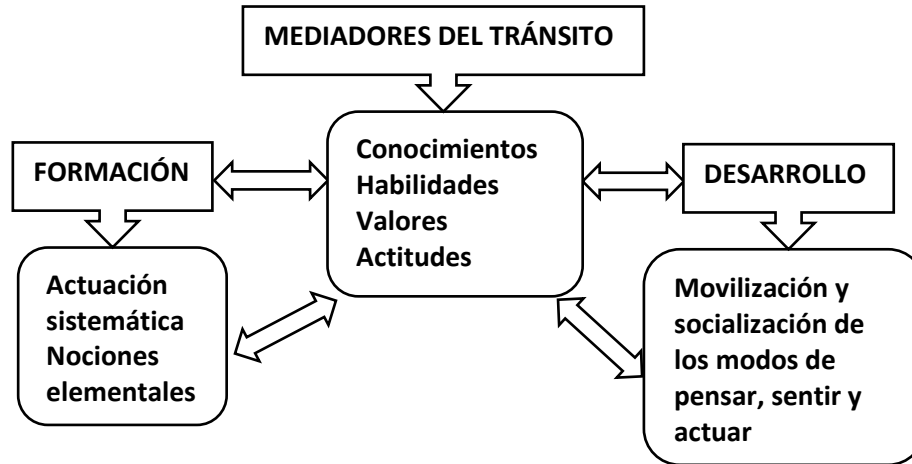 MEDIADORES DEL TRÁNSITO
FORMACIÓN
Conocimientos
Habilidades
Valores
Actitudes
DESARROLLO
Actuación
sistemática
Nociones
elementales
Movilización y
socialización de
los modos de
pensar, sentir y
actuar